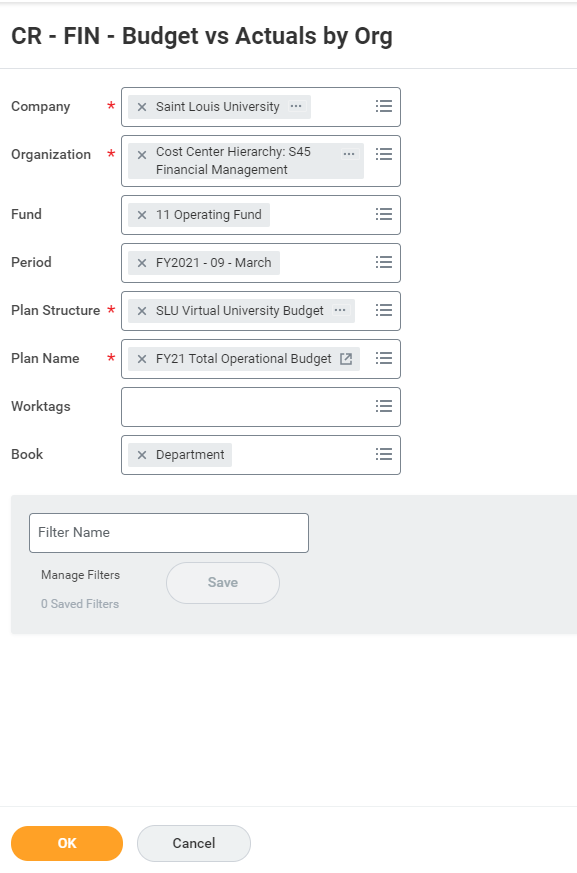 CR - FIN - Budget vs Actuals by Org
Company * × Saint Louis University ...
Organization * × Cost Center Hierarchy: S45 ...
Financial Management
Fund × 11 Operating Fund
Period × FY2021 - 09 - March
Plan Structure * × SLU Virtual University Budget ...
Plan Name * × FY21 Total Operational Budget
Worktags
Book × Department
Filter Name
Manage Filters
Save
0 Saved Filters
OK Cancel